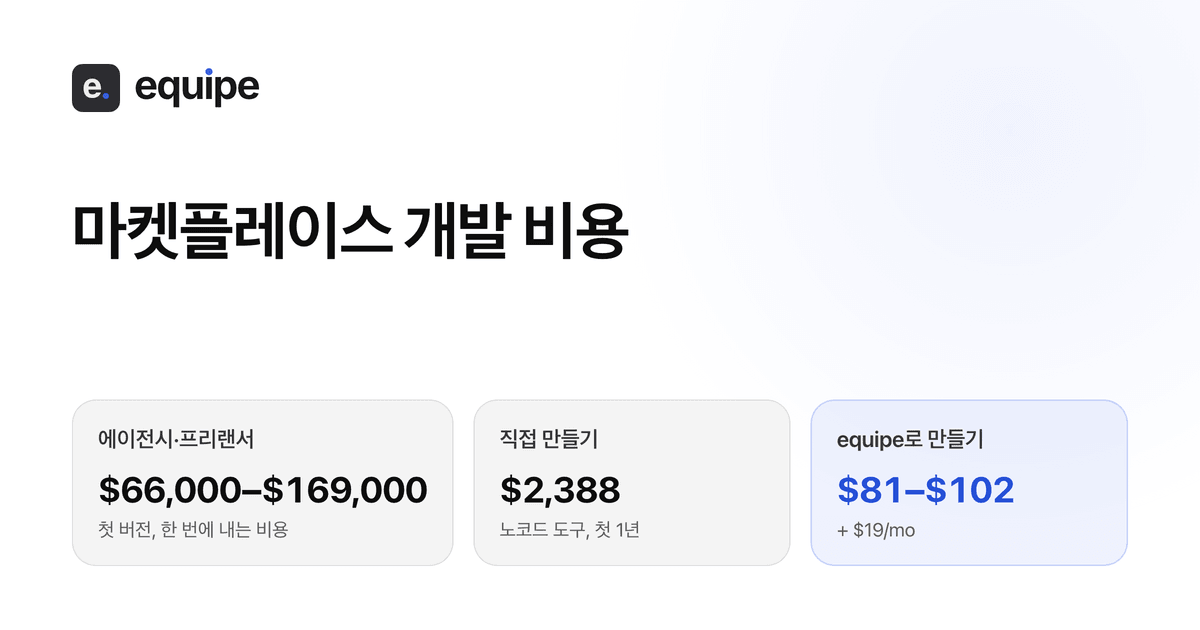 e.
equipe
마켓플레이스 개발 비용
에이전시·프리랜서
$66,000–$169,000
첫 버전, 한 번에 내는 비용
직접 만들기
$2,388
노코드 도구, 첫 1년
equipe로 만들기
$81–$102
+ $19/mo